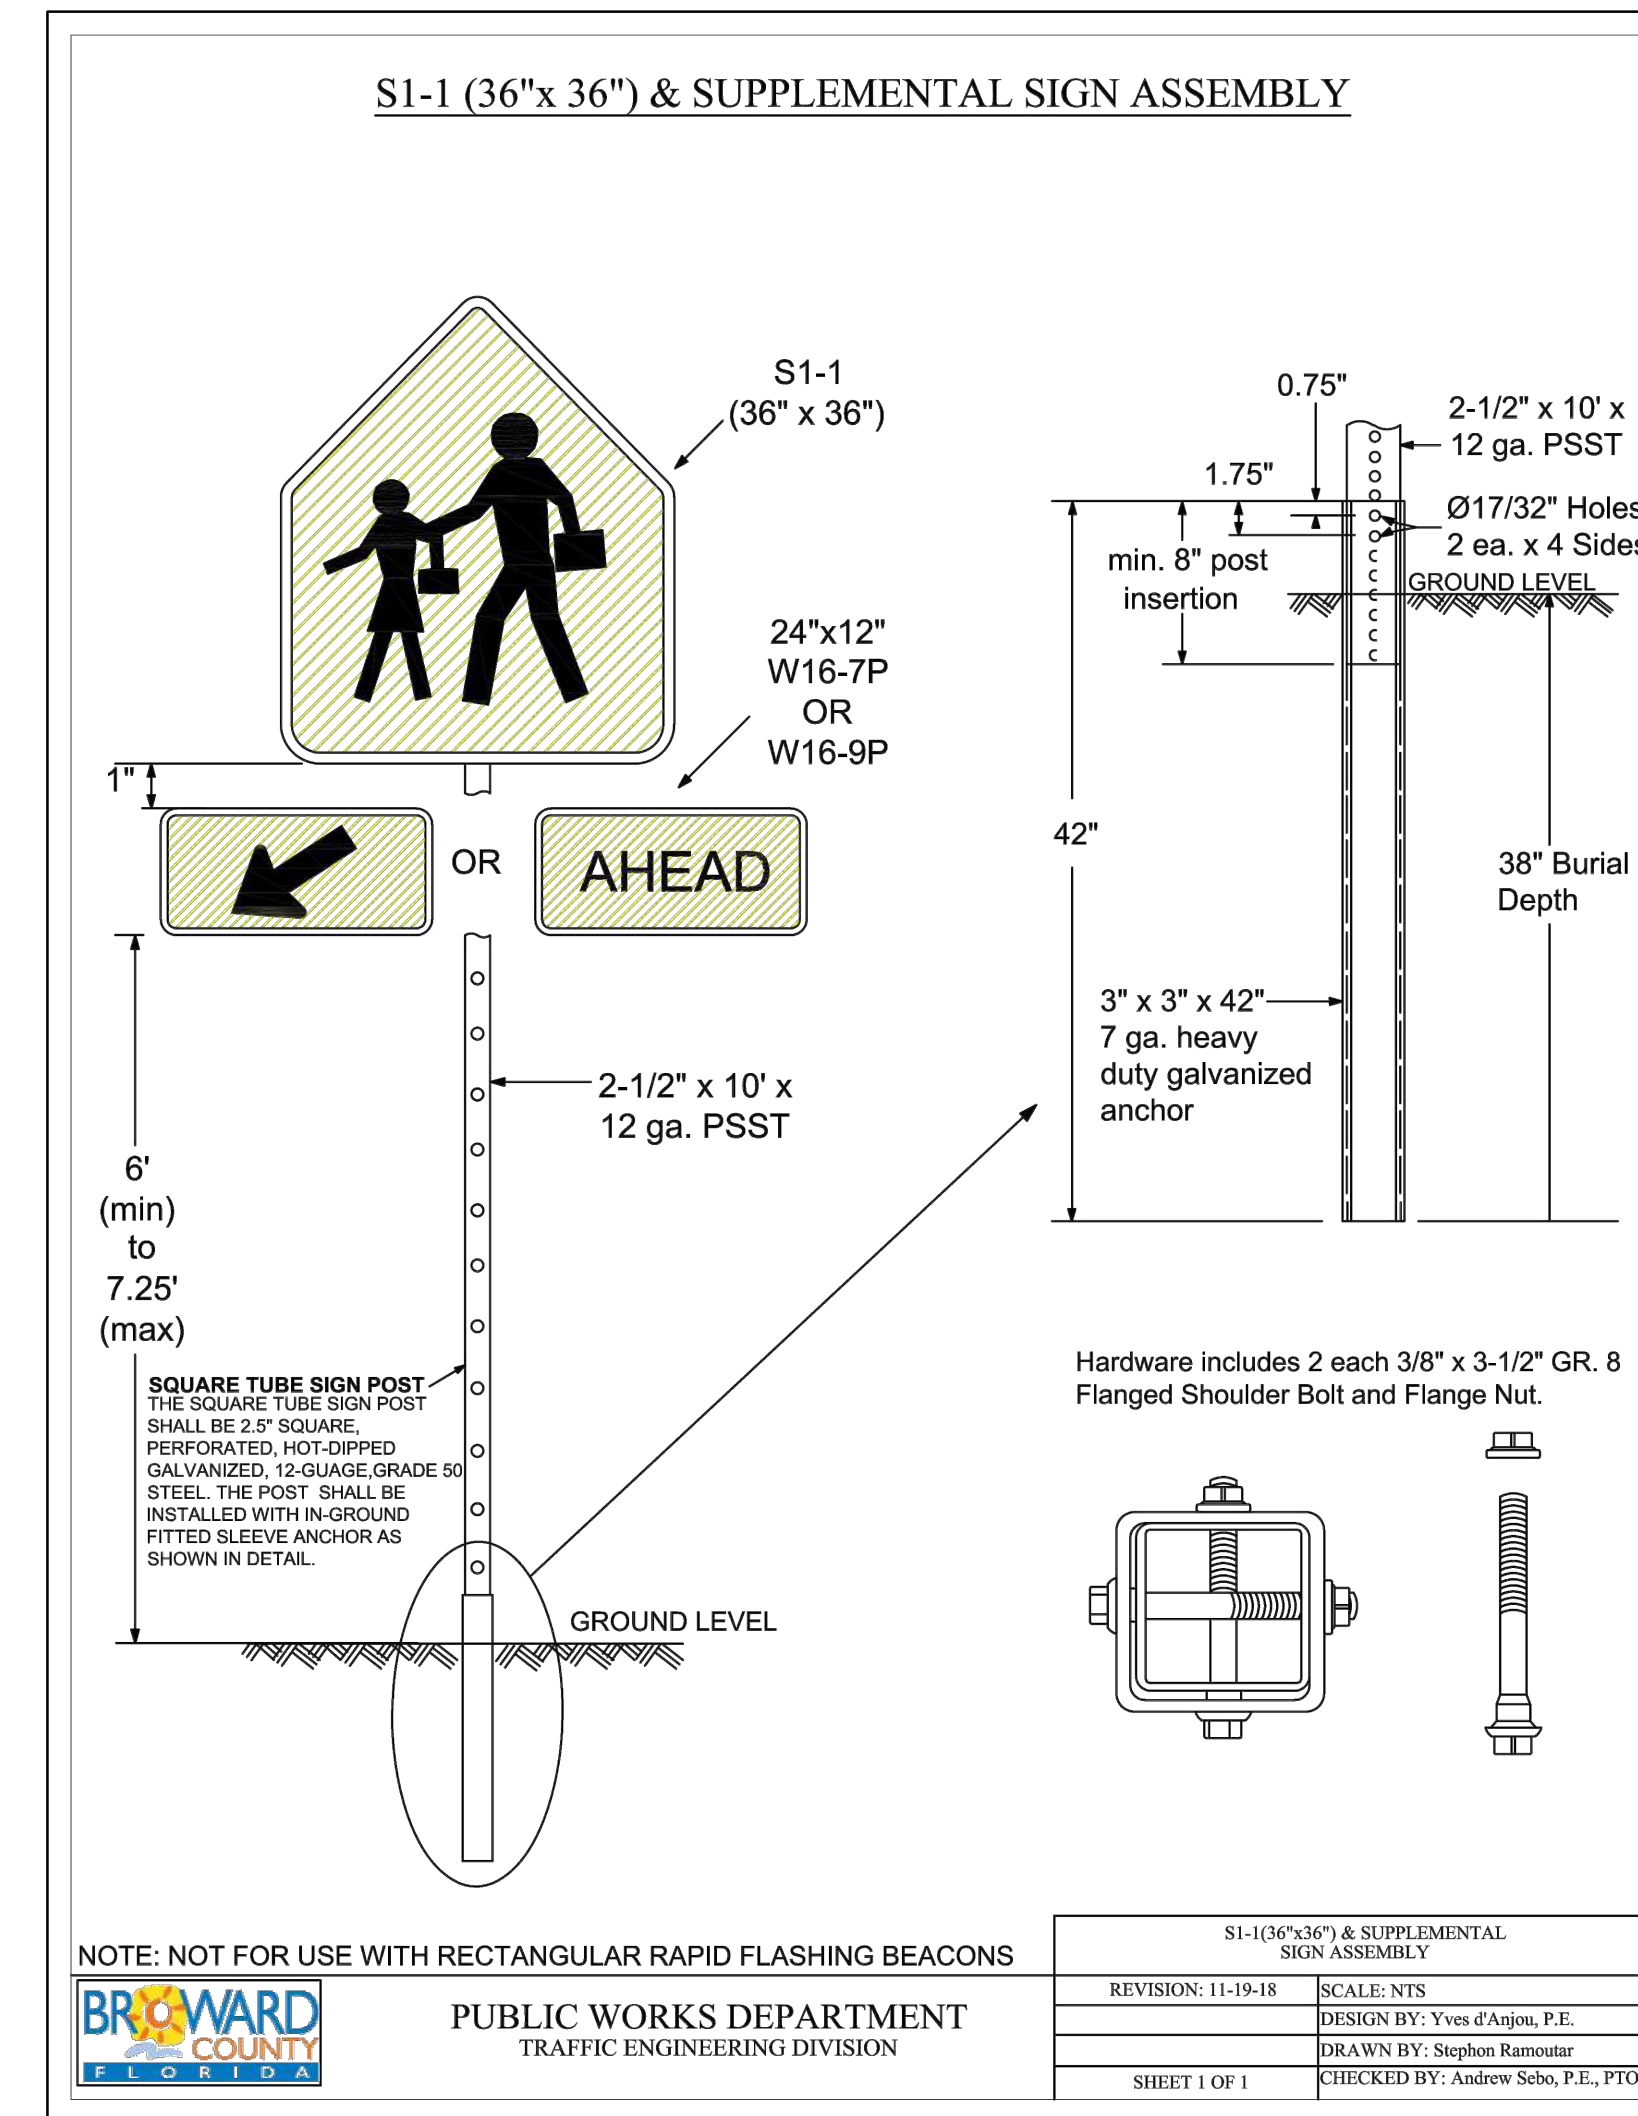 S1-1 (36"x 36") & SUPPLEMENTAL SIGN ASSEMBLY
S1-1
(36" x 36")
24"x12"
W16-7P
OR
W16-9P
1"
OR
AHEAD
2-1/2" x 10' x
12 ga. PSST
6'
(min)
to
7.25'
(max)
SQUARE TUBE SIGN POST
THE SQUARE TUBE SIGN POST
SHALL BE 2.5" SQUARE,
PERFORATED, HOT-DIPPED
GALVANIZED, 12-GUAGE,GRADE 50
STEEL. THE POST SHALL BE
INSTALLED WITH IN-GROUND
FITTED SLEEVE ANCHOR AS
SHOWN IN DETAIL.
GROUND LEVEL
0.75"
2-1/2" x 10' x
12 ga. PSST
1.75"
Ø17/32" Holes
2 ea. x 4 Sides
min. 8" post
insertion
GROUND LEVEL
42"
38" Burial
Depth
3" x 3" x 42"
7 ga. heavy
duty galvanized
anchor
Hardware includes 2 each 3/8" x 3-1/2" GR. 8
Flanged Shoulder Bolt and Flange Nut.
NOTE: NOT FOR USE WITH RECTANGULAR RAPID FLASHING BEACONS
BROWARD
COUNTY
FLORIDA
PUBLIC WORKS DEPARTMENT
TRAFFIC ENGINEERING DIVISION
S1-1(36"x36") & SUPPLEMENTAL
SIGN ASSEMBLY
REVISION: 11-19-18
SCALE: NTS
DESIGN BY: Yves d'Anjou, P.E.
DRAWN BY: Stephon Ramoutar
SHEET 1 OF 1
CHECKED BY: Andrew Sebo, P.E., PTO